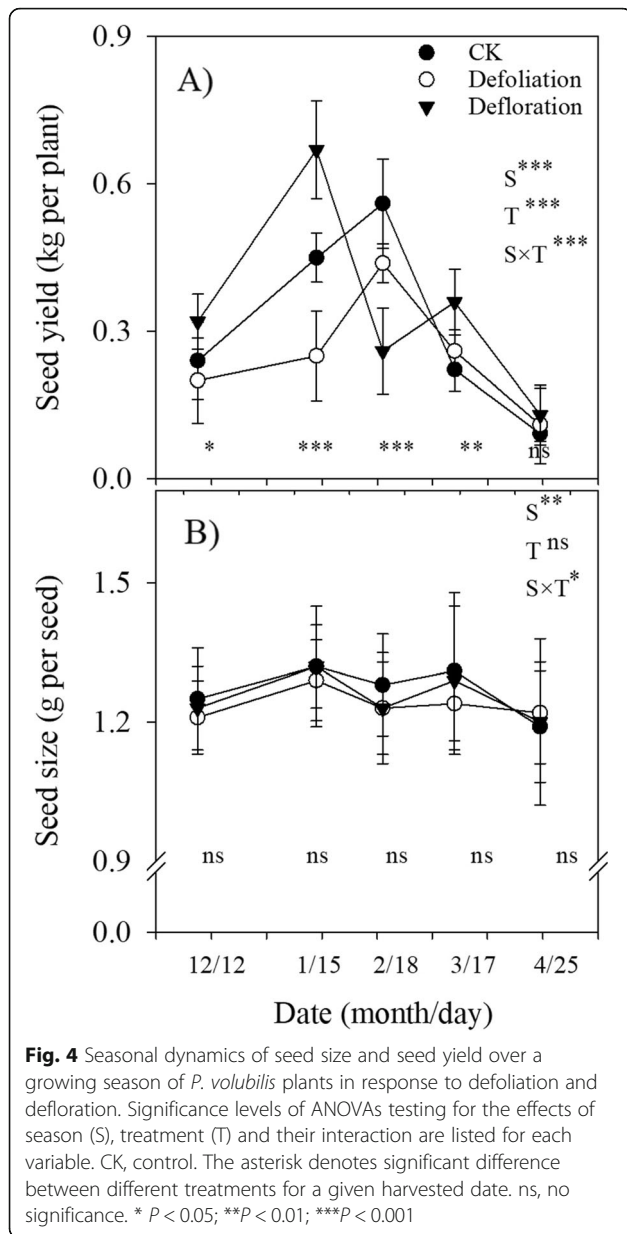 0.9
A)
CK
Defoliation
Defloration
S***
T***
S×T***
0.6
0.3
0.0
Seed yield (kg per plant)
* *** *** ** ns
B)
S**
T ns
S×T*
1.5
1.2
0.9
0.0
Seed size (g per seed)
ns ns ns ns ns
12/12 1/15 2/18 3/17 4/25
Date (month/day)
Fig. 4 Seasonal dynamics of seed size and seed yield over a
growing season of P. volubilis plants in response to defoliation and
defloration. Significance levels of ANOVAs testing for the effects of
season (S), treatment (T) and their interaction are listed for each
variable. CK, control. The asterisk denotes significant difference
between different treatments for a given harvested date. ns, no
significance. * P < 0.05; **P < 0.01; ***P < 0.001